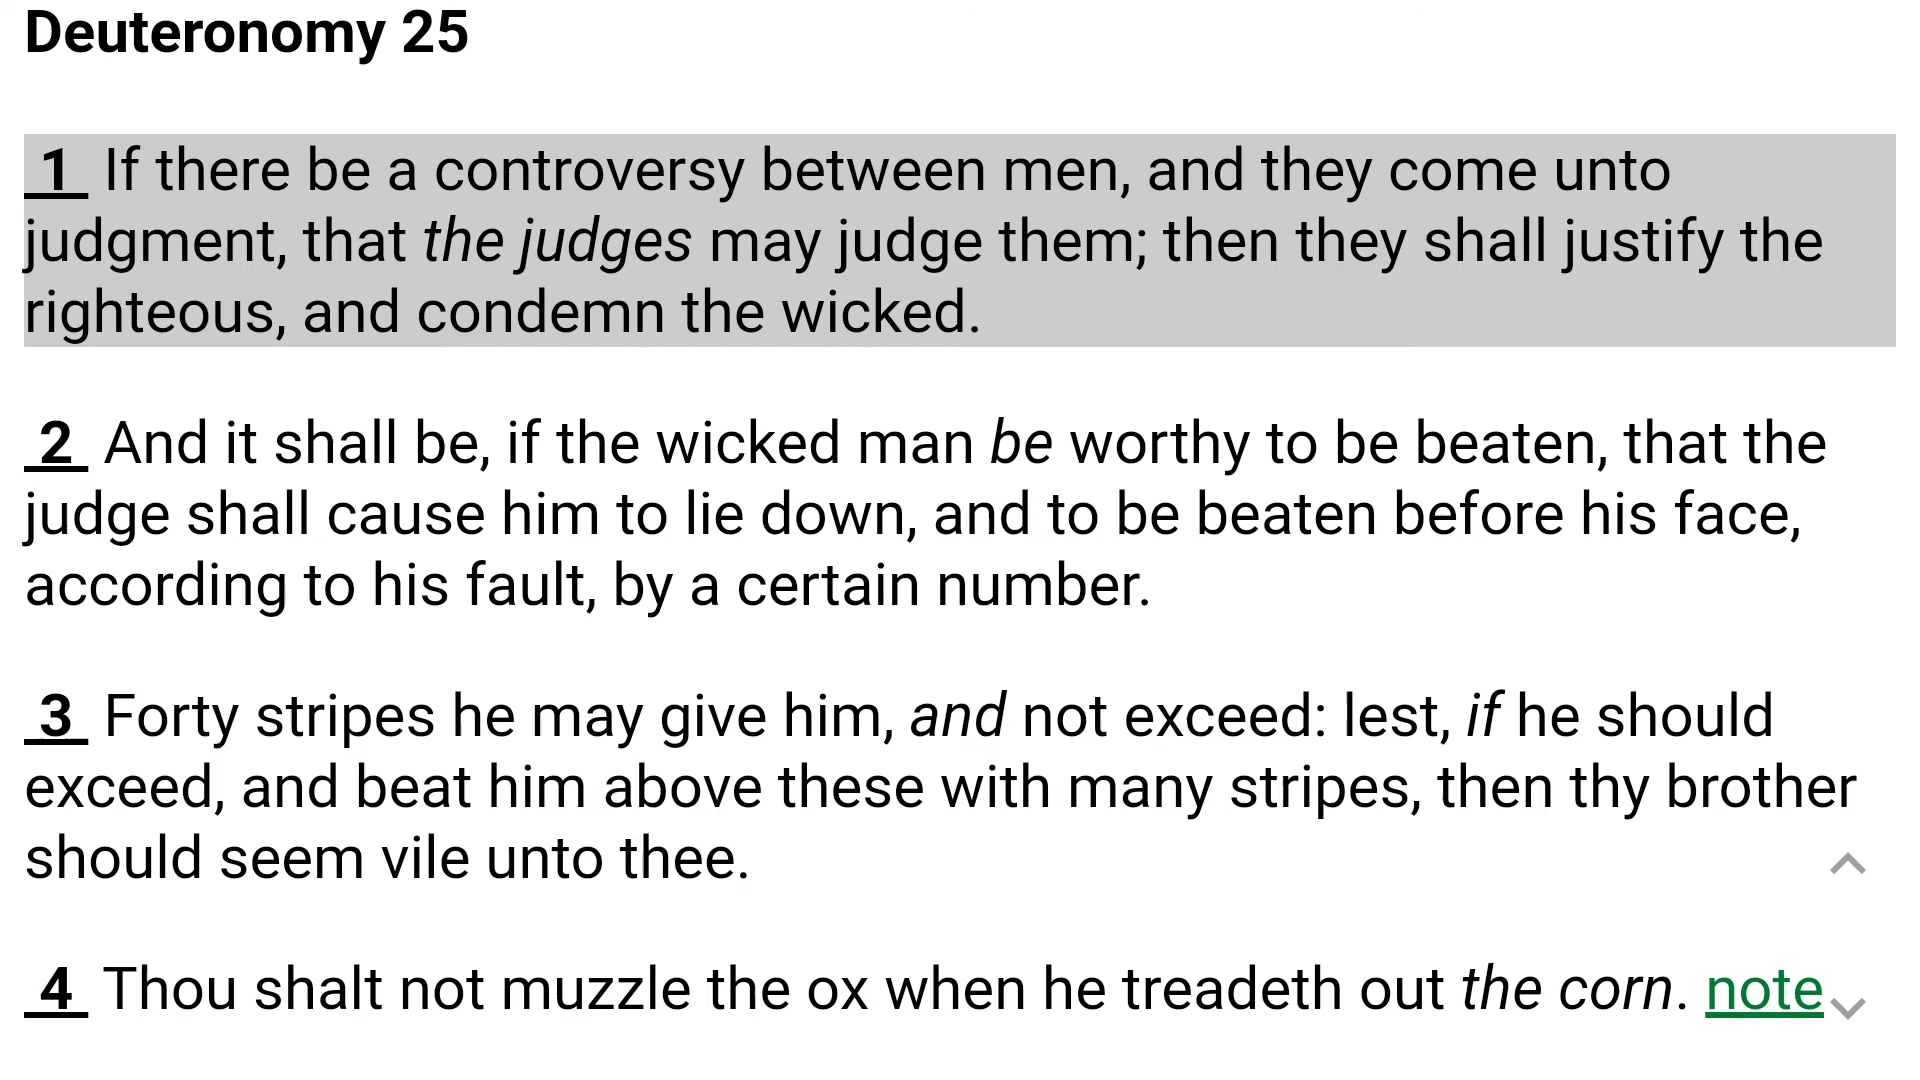 Deuteronomy 25
1 If there be a controversy between men, and they come unto
judgment, that the judges may judge them; then they shall justify the
righteous, and condemn the wicked.
2 And it shall be, if the wicked man be worthy to be beaten, that the
judge shall cause him to lie down, and to be beaten before his face,
according to his fault, by a certain number.
3 Forty stripes he may give him, and not exceed: lest, if he should
exceed, and beat him above these with many stripes, then thy brother
should seem vile unto thee.
4 Thou shalt not muzzle the ox when he treadeth out the corn. note